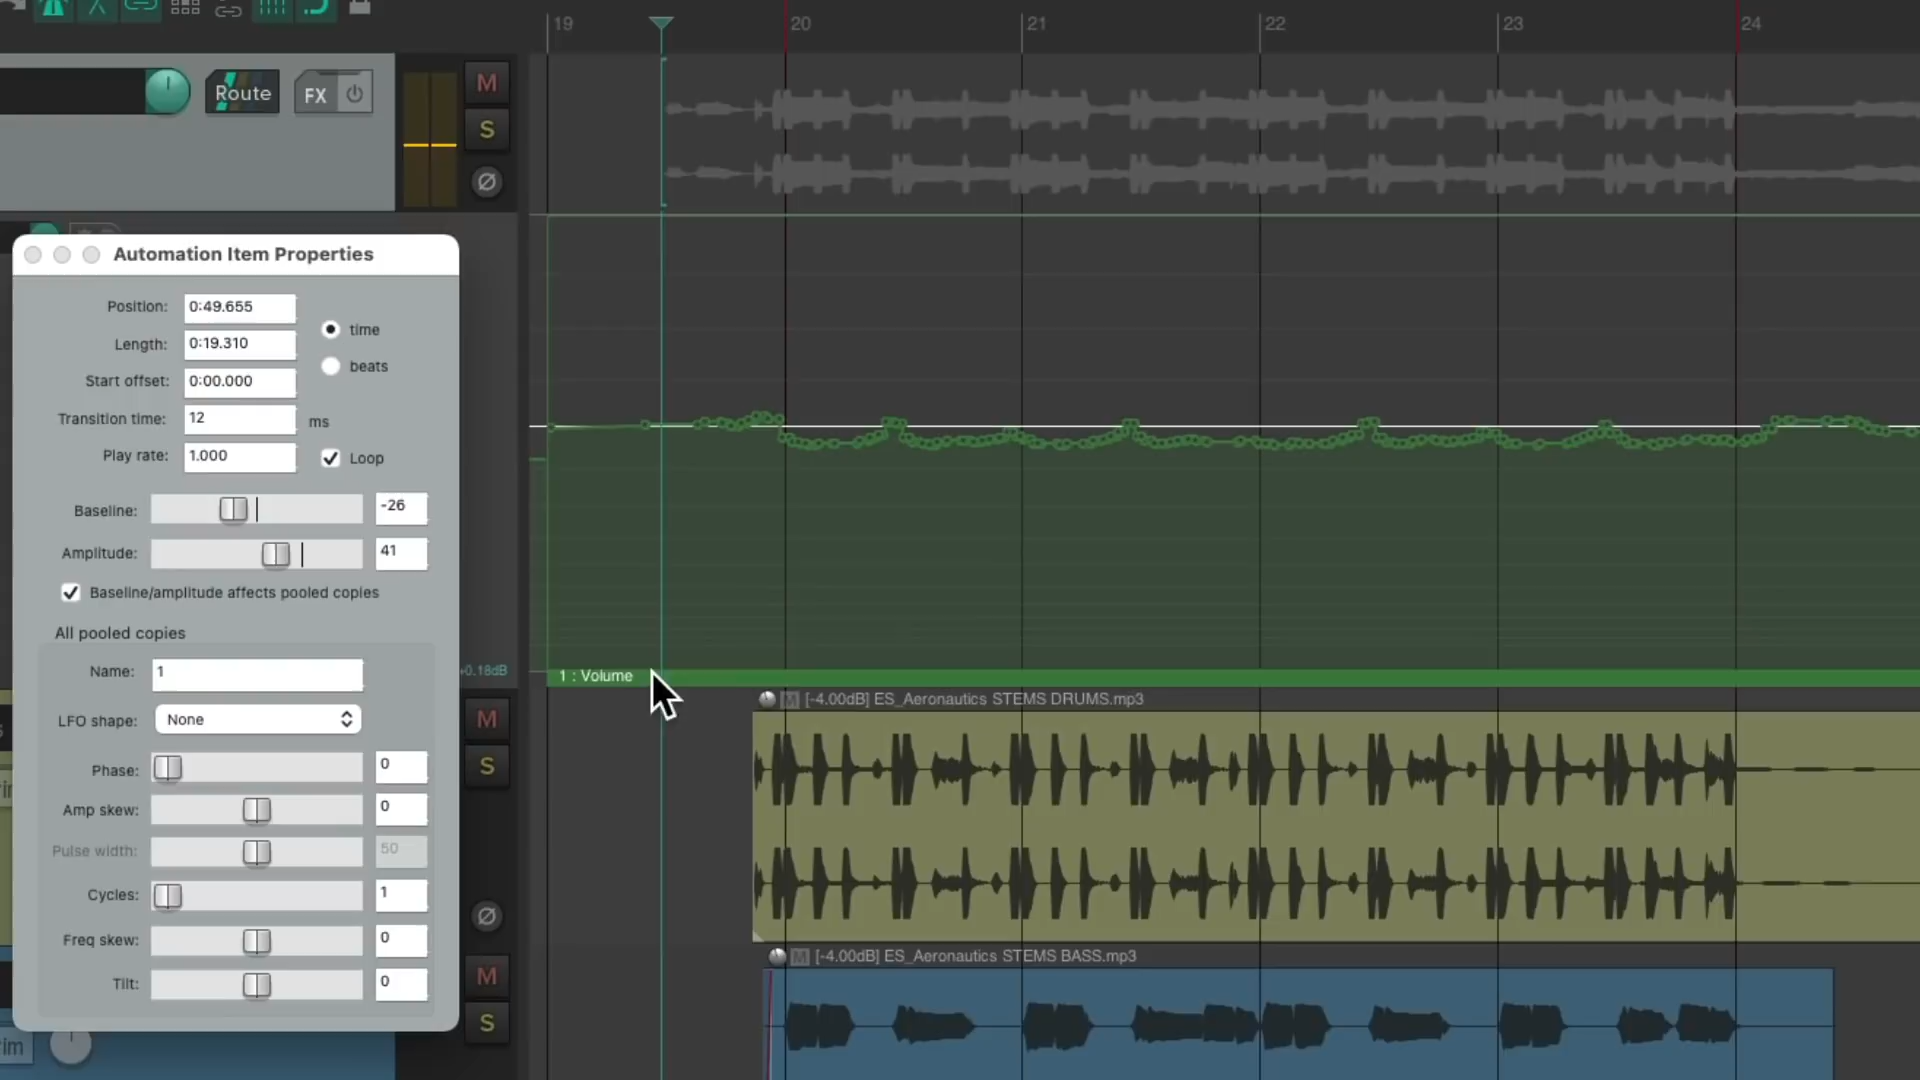 19
20
21
22
23
24
Route
FX
M
S
Automation Item Properties
Position: 0:49.655
time
Length: 0:19.310
beats
Start offset: 0:00.000
Transition time: 12 ms
Play rate: 1.000
Loop
Baseline: -26
Amplitude: 41
Baseline/amplitude affects pooled copies
All pooled copies
Name: 1
LFO shape: None
Phase: 0
Amp skew: 0
Pulse width: 50
Cycles: 1
Freq skew: 0
Tilt: 0
+0.18dB
1 : Volume
M
S
M [-4.00dB] ES_Aeronautics STEMS DRUMS.mp3
M
S
M [-4.00dB] ES_Aeronautics STEMS BASS.mp3